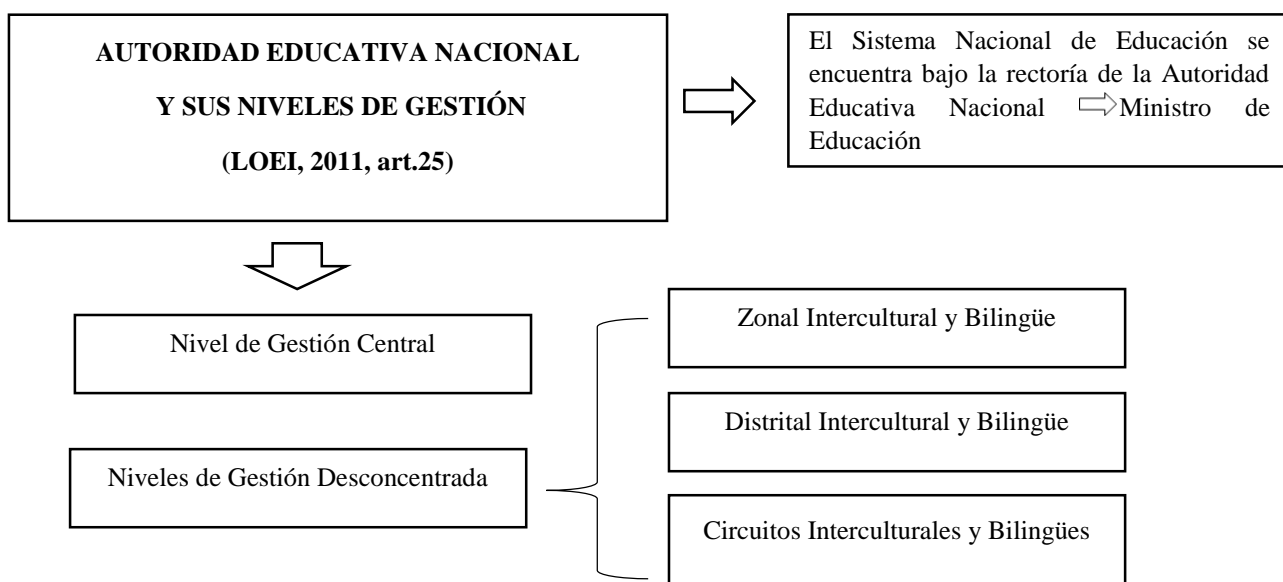 AUTORIDAD EDUCATIVA NACIONAL
Y SUS NIVELES DE GESTIÓN
(LOEI, 2011, art.25)
El Sistema Nacional de Educación se
encuentra bajo la rectoría de la Autoridad
Educativa Nacional Ministro de
Educación
Nivel de Gestión Central
Niveles de Gestión Desconcentrada
Zonal Intercultural y Bilingüe
Distrital Intercultural y Bilingüe
Circuitos Interculturales y Bilingües